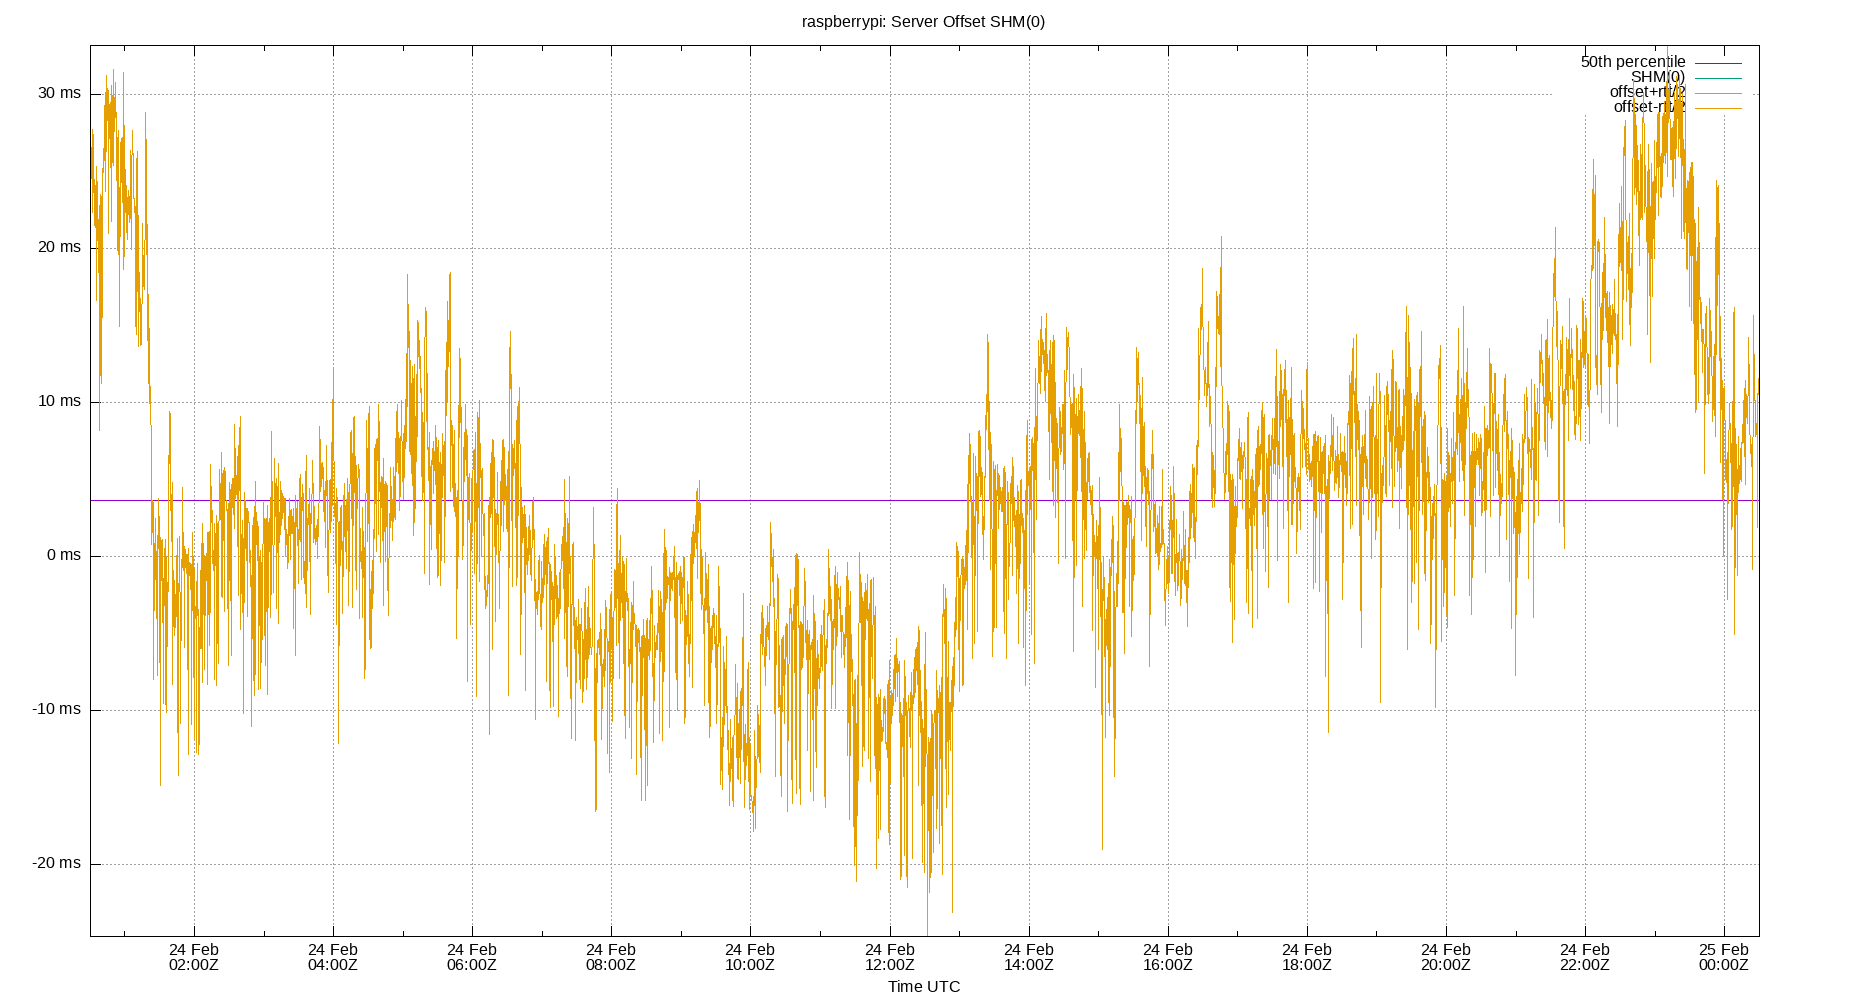 raspberrypi: Server Offset SHM(0)
50th percentile
SHM(0)
offset+rtt/2
offset-rtt/2
30 ms
20 ms
10 ms
0 ms
-10 ms
-20 ms
24 Feb 24 Feb 24 Feb 24 Feb 24 Feb 24 Feb 24 Feb 24 Feb 24 Feb 24 Feb 24 Feb 25 Feb
02:00Z 04:00Z 06:00Z 08:00Z 10:00Z 12:00Z 14:00Z 16:00Z 18:00Z 20:00Z 22:00Z 00:00Z
Time UTC